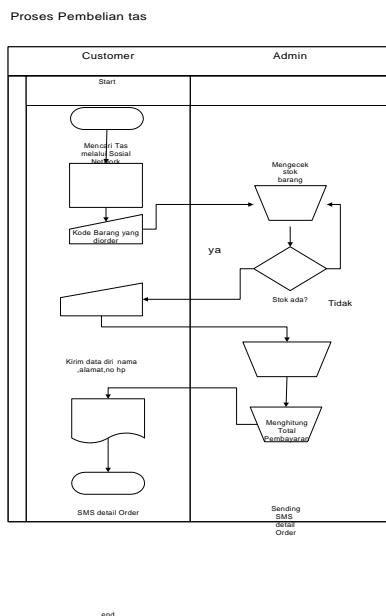 Proses Pembelian tas
Customer
Admin
Start
Mencari Tas
melalui Sosial
Network
Mengecek
stok
barang
Kode Barang yang
diorder
ya
Stok ada?
Tidak
Kirim data diri nama
,alamat,no hp
Menghitung
Total
Pembayaran
SMS detail Order
Sending
SMS
detail
Order
end